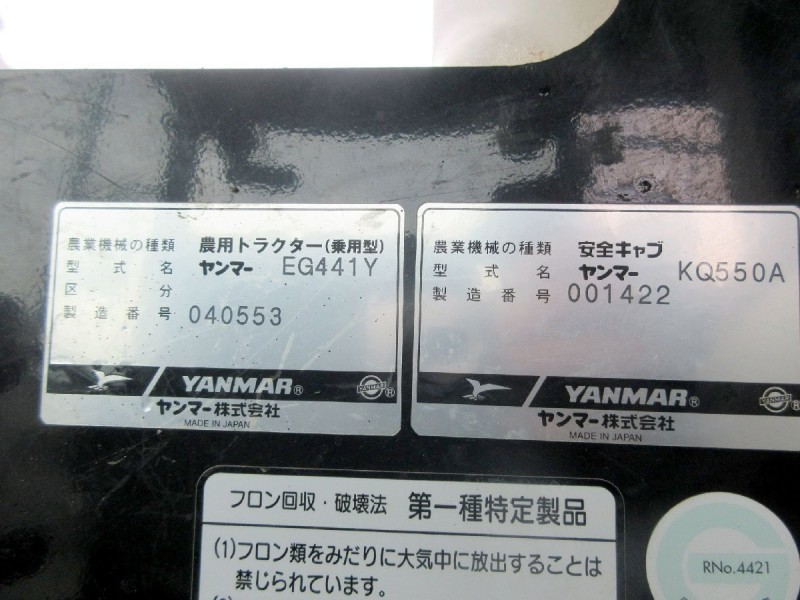 農業機械の種類 農用トラクター(乗用型)
型式名 ヤンマー EG441Y
区分
製造番号 040553
YANMAR®
ヤンマー株式会社
MADE IN JAPAN
農業機械の種類 安全キャブ
型式名 ヤンマー KQ550A
製造番号 001422
YANMAR®
ヤンマー株式会社
MADE IN JAPAN
フロン回収・破壊法 第一種特定製品
(1)フロン類をみだりに大気中に放出することは
禁じられています。
RNo.4421